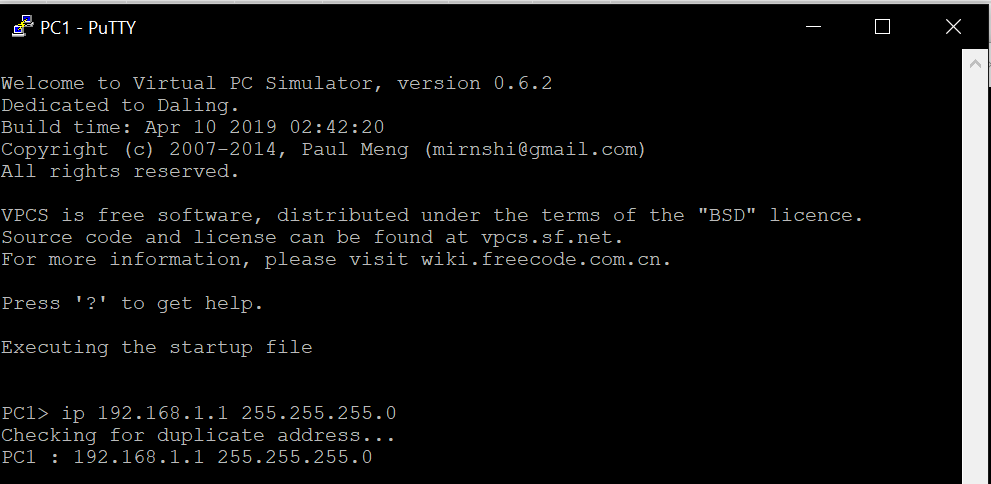 PC1 - PuTTY
Welcome to Virtual PC Simulator, version 0.6.2
Dedicated to Daling.
Build time: Apr 10 2019 02:42:20
Copyright (c) 2007-2014, Paul Meng (mirnshi@gmail.com)
All rights reserved.
VPCS is free software, distributed under the terms of the "BSD" licence.
Source code and license can be found at vpcs.sf.net.
For more information, please visit wiki.freecode.com.cn.
Press '?' to get help.
Executing the startup file
PC1> ip 192.168.1.1 255.255.255.0
Checking for duplicate address...
PC1 : 192.168.1.1 255.255.255.0